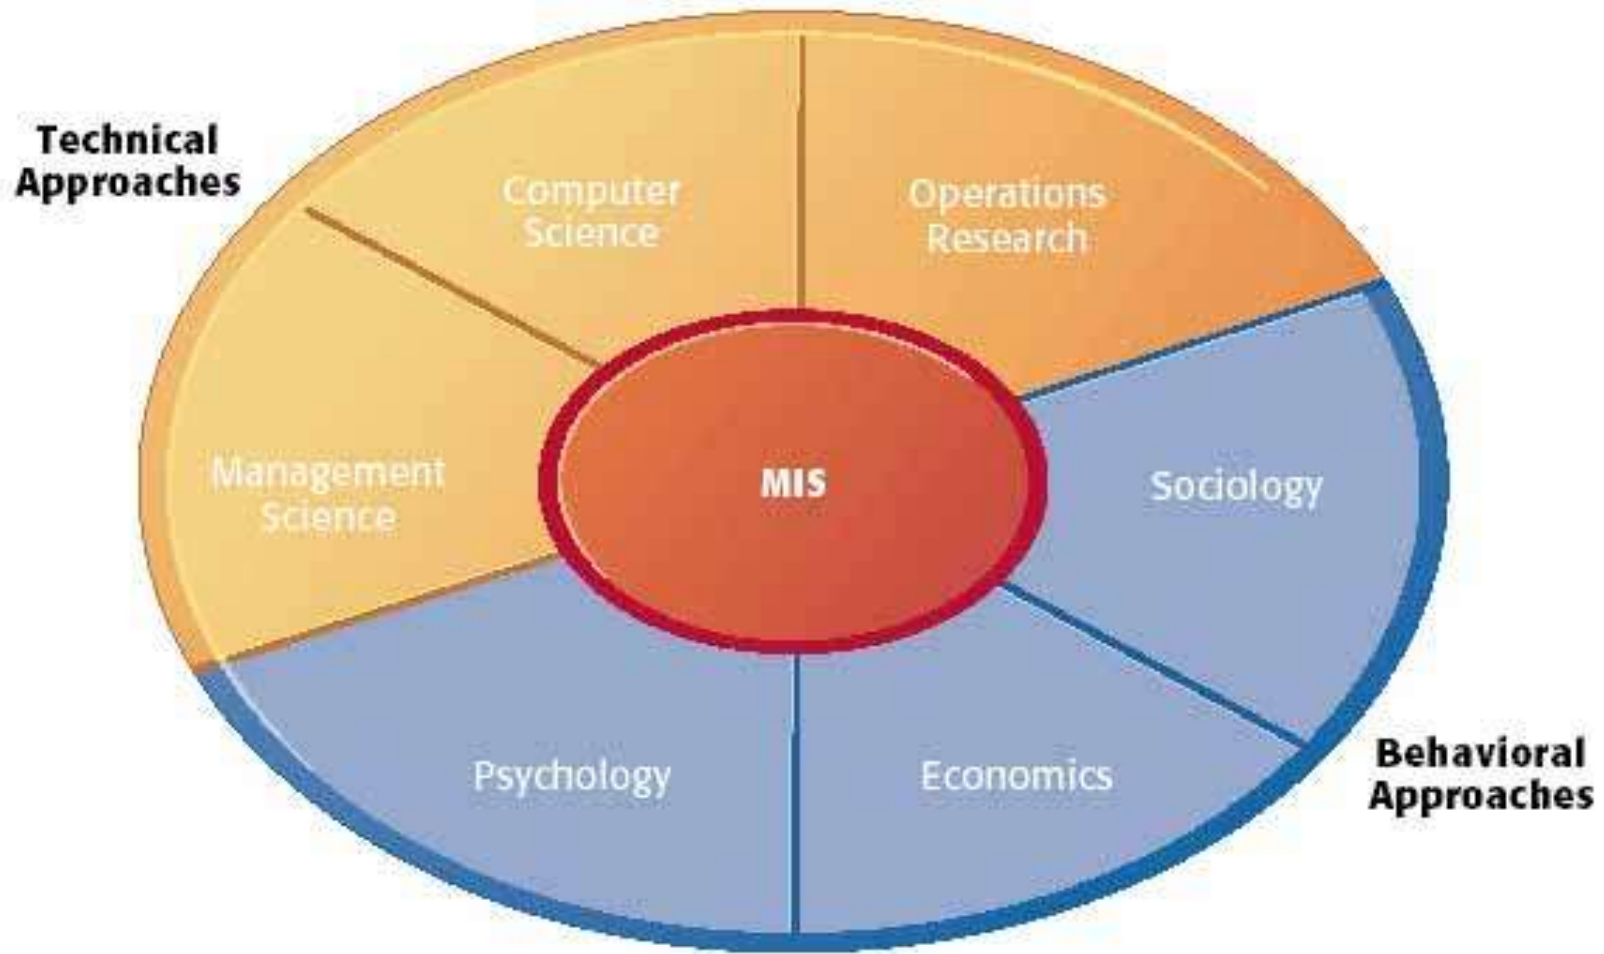 Technical
Approaches
Computer
Science
Operations
Research
Management
Science
MIS
Sociology
Psychology
Economics
Behavioral
Approaches